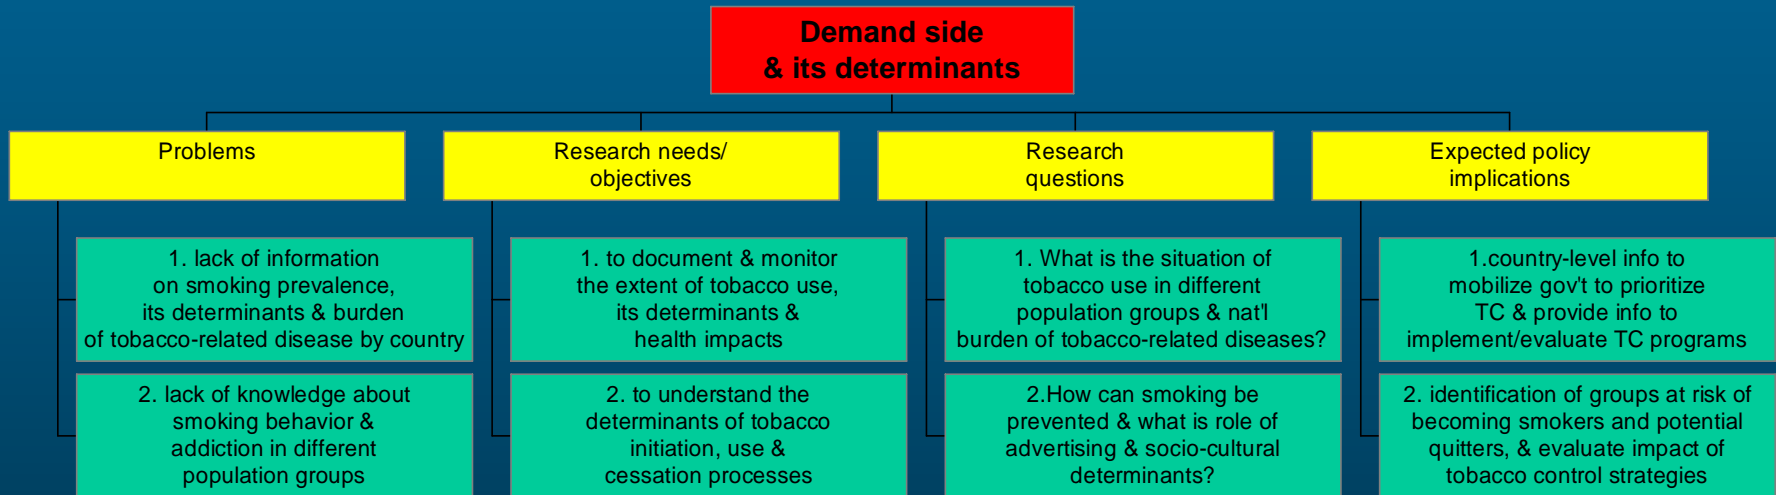 Demand side
& its determinants
Problems
1. lack of information
on smoking prevalence,
its determinants & burden
of tobacco-related disease by country
2. lack of knowledge about
smoking behavior &
addiction in different
population groups
Research needs/
objectives
1. to document & monitor
the extent of tobacco use,
its determinants &
health impacts
2. to understand the
determinants of tobacco
initiation, use &
cessation processes
Research
questions
1. What is the situation of
tobacco use in different
population groups & nat'l
burden of tobacco-related diseases?
2.How can smoking be
prevented & what is role of
advertising & socio-cultural
determinants?
Expected policy
implications
1.country-level info to
mobilize gov't to prioritize
TC & provide info to
implement/evaluate TC programs
2. identification of groups at risk of
becoming smokers and potential
quitters, & evaluate impact of
tobacco control strategies